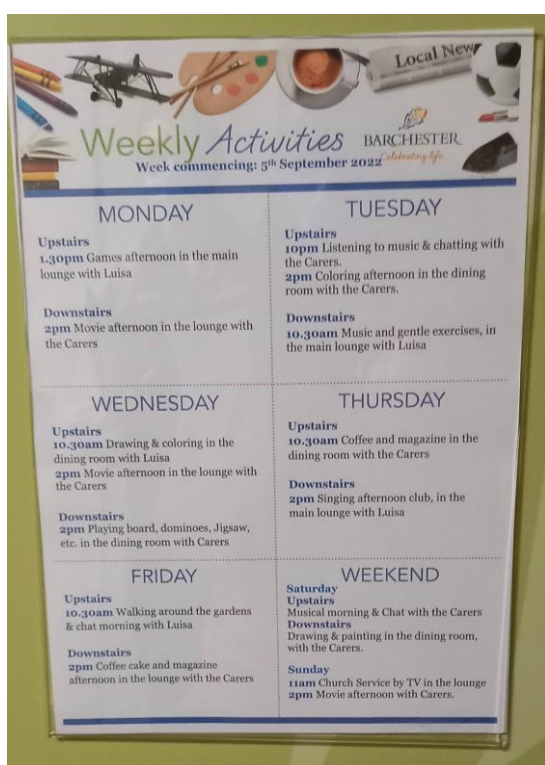 Local New
Weekly Activities
BARCHESTER
Celebrating life
Week commencing: 5th September 2022
MONDAY
Upstairs
1.30pm Games afternoon in the main
lounge with Luisa
Downstairs
2pm Movie afternoon in the lounge with
the Carers
TUESDAY
Upstairs
10pm Listening to music & chatting with
the Carers.
2pm Coloring afternoon in the dining
room with the Carers.
Downstairs
10.30am Music and gentle exercises, in
the main lounge with Luisa
WEDNESDAY
Upstairs
10.30am Drawing & coloring in the
dining room with Luisa
2pm Movie afternoon in the lounge with
the Carers
Downstairs
2pm Playing board, dominoes, Jigsaw,
etc. in the dining room with Carers
THURSDAY
Upstairs
10.30am Coffee and magazine in the
dining room with the Carers
Downstairs
2pm Singing afternoon club, in the
main lounge with Luisa
FRIDAY
Upstairs
10.30am Walking around the gardens
& chat morning with Luisa
Downstairs
2pm Coffee cake and magazine
afternoon in the lounge with the Carers
WEEKEND
Saturday
Upstairs
Musical morning & Chat with the Carers
Downstairs
Drawing & painting in the dining room,
with the Carers.
Sunday
11am Church Service by TV in the lounge
2pm Movie afternoon with Carers.